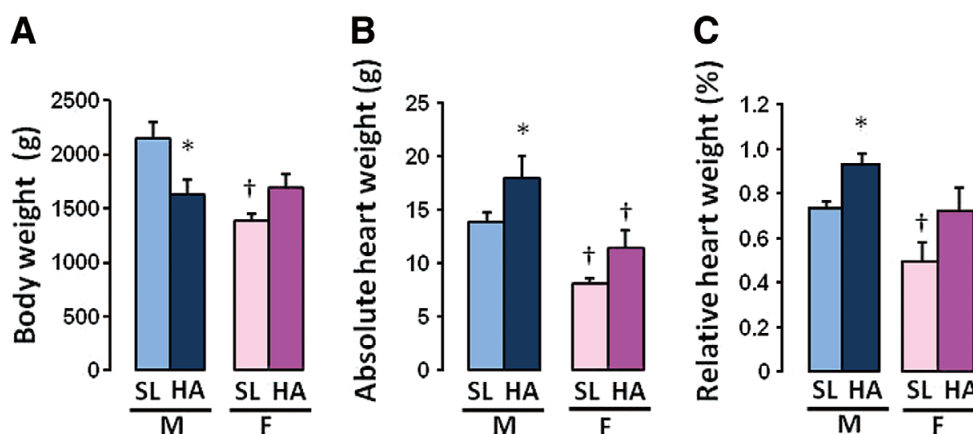 A
Body weight (g)
2500
2000
1500
1000
500
0
*
†
SL HA SL HA
M F
B
Absolute heart weight (g)
25
20
15
10
5
0
*
†
†
SL HA SL HA
M F
C
Relative heart weight (%)
1.2
1.0
0.8
0.6
0.4
0.2
0
*
†
SL HA SL HA
M F